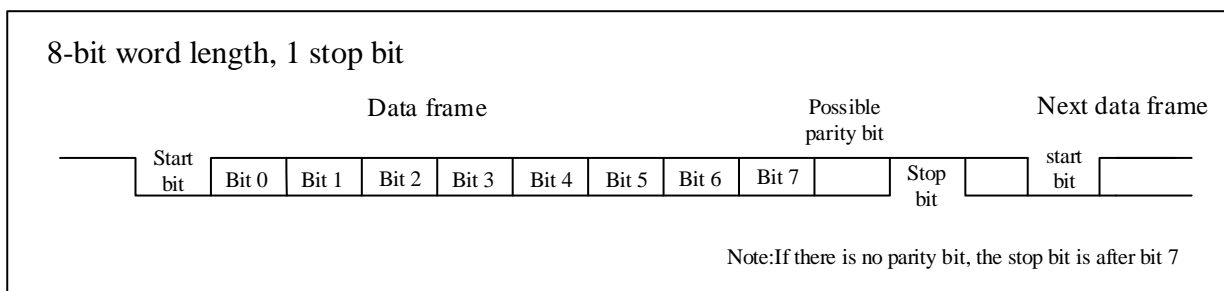 8-bit word length, 1 stop bit
Data frame
Possible
parity bit
Next data frame
Start
bit
Bit 0
Bit 1
Bit 2
Bit 3
Bit 4
Bit 5
Bit 6
Bit 7
Stop
bit
start
bit
Note:If there is no parity bit, the stop bit is after bit 7